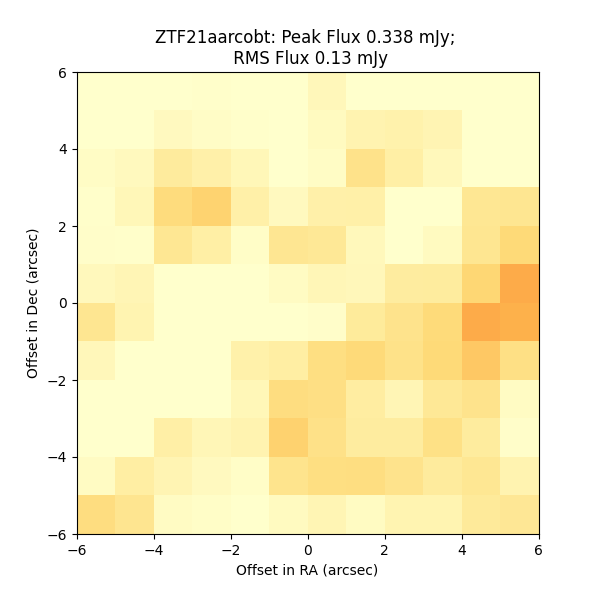 ZTF21aarcobt: Peak Flux 0.338 mJy;
RMS Flux 0.13 mJy
6
4
2
0
−2
−4
−6
Offset in Dec (arcsec)
−6 −4 −2 0 2 4 6
Offset in RA (arcsec)